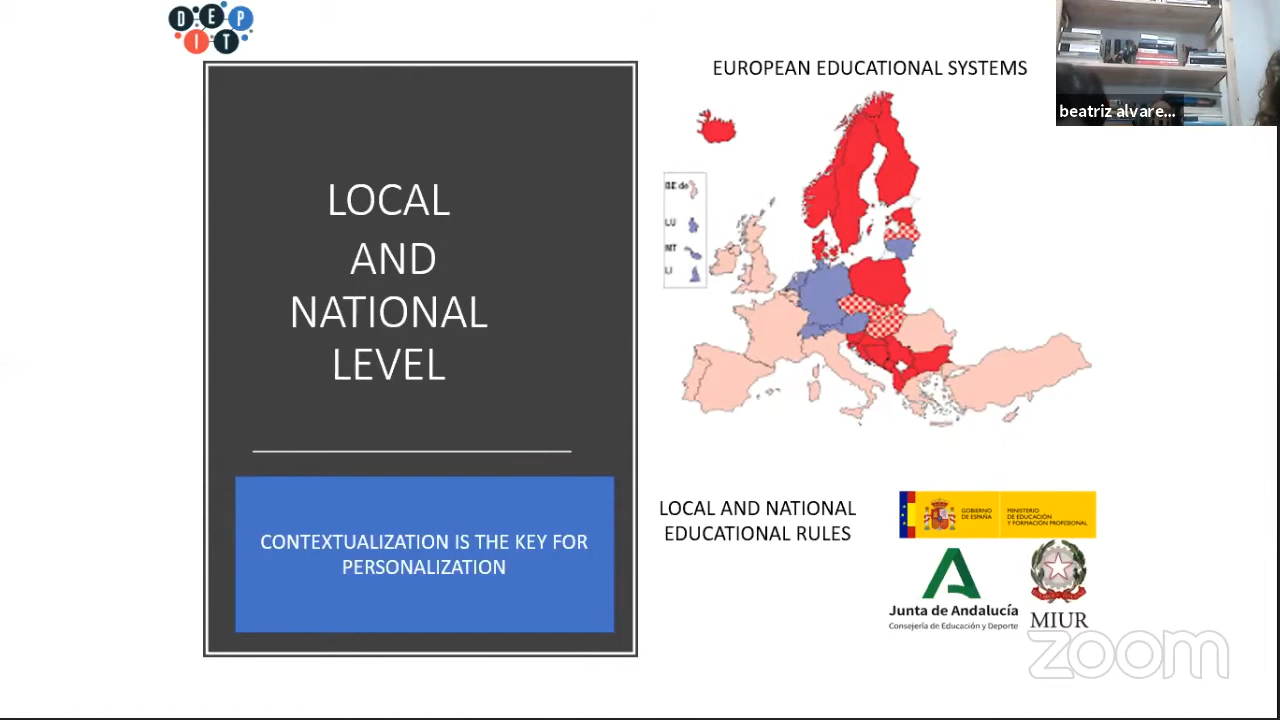 DEP
IT
EUROPEAN EDUCATIONAL SYSTEMS
beatriz alvare...
LOCAL
AND
NATIONAL
LEVEL
BE de
LU
MT
LI
CONTEXTUALIZATION IS THE KEY FOR
PERSONALIZATION
LOCAL AND NATIONAL
EDUCATIONAL RULES
GOBIERNO
DE ESPAÑA
MINISTERIO
DE EDUCACIÓN
Y FORMACIÓN PROFESIONAL
Junta de Andalucía
Consejería de Educación y Deporte
MIUR
zoom